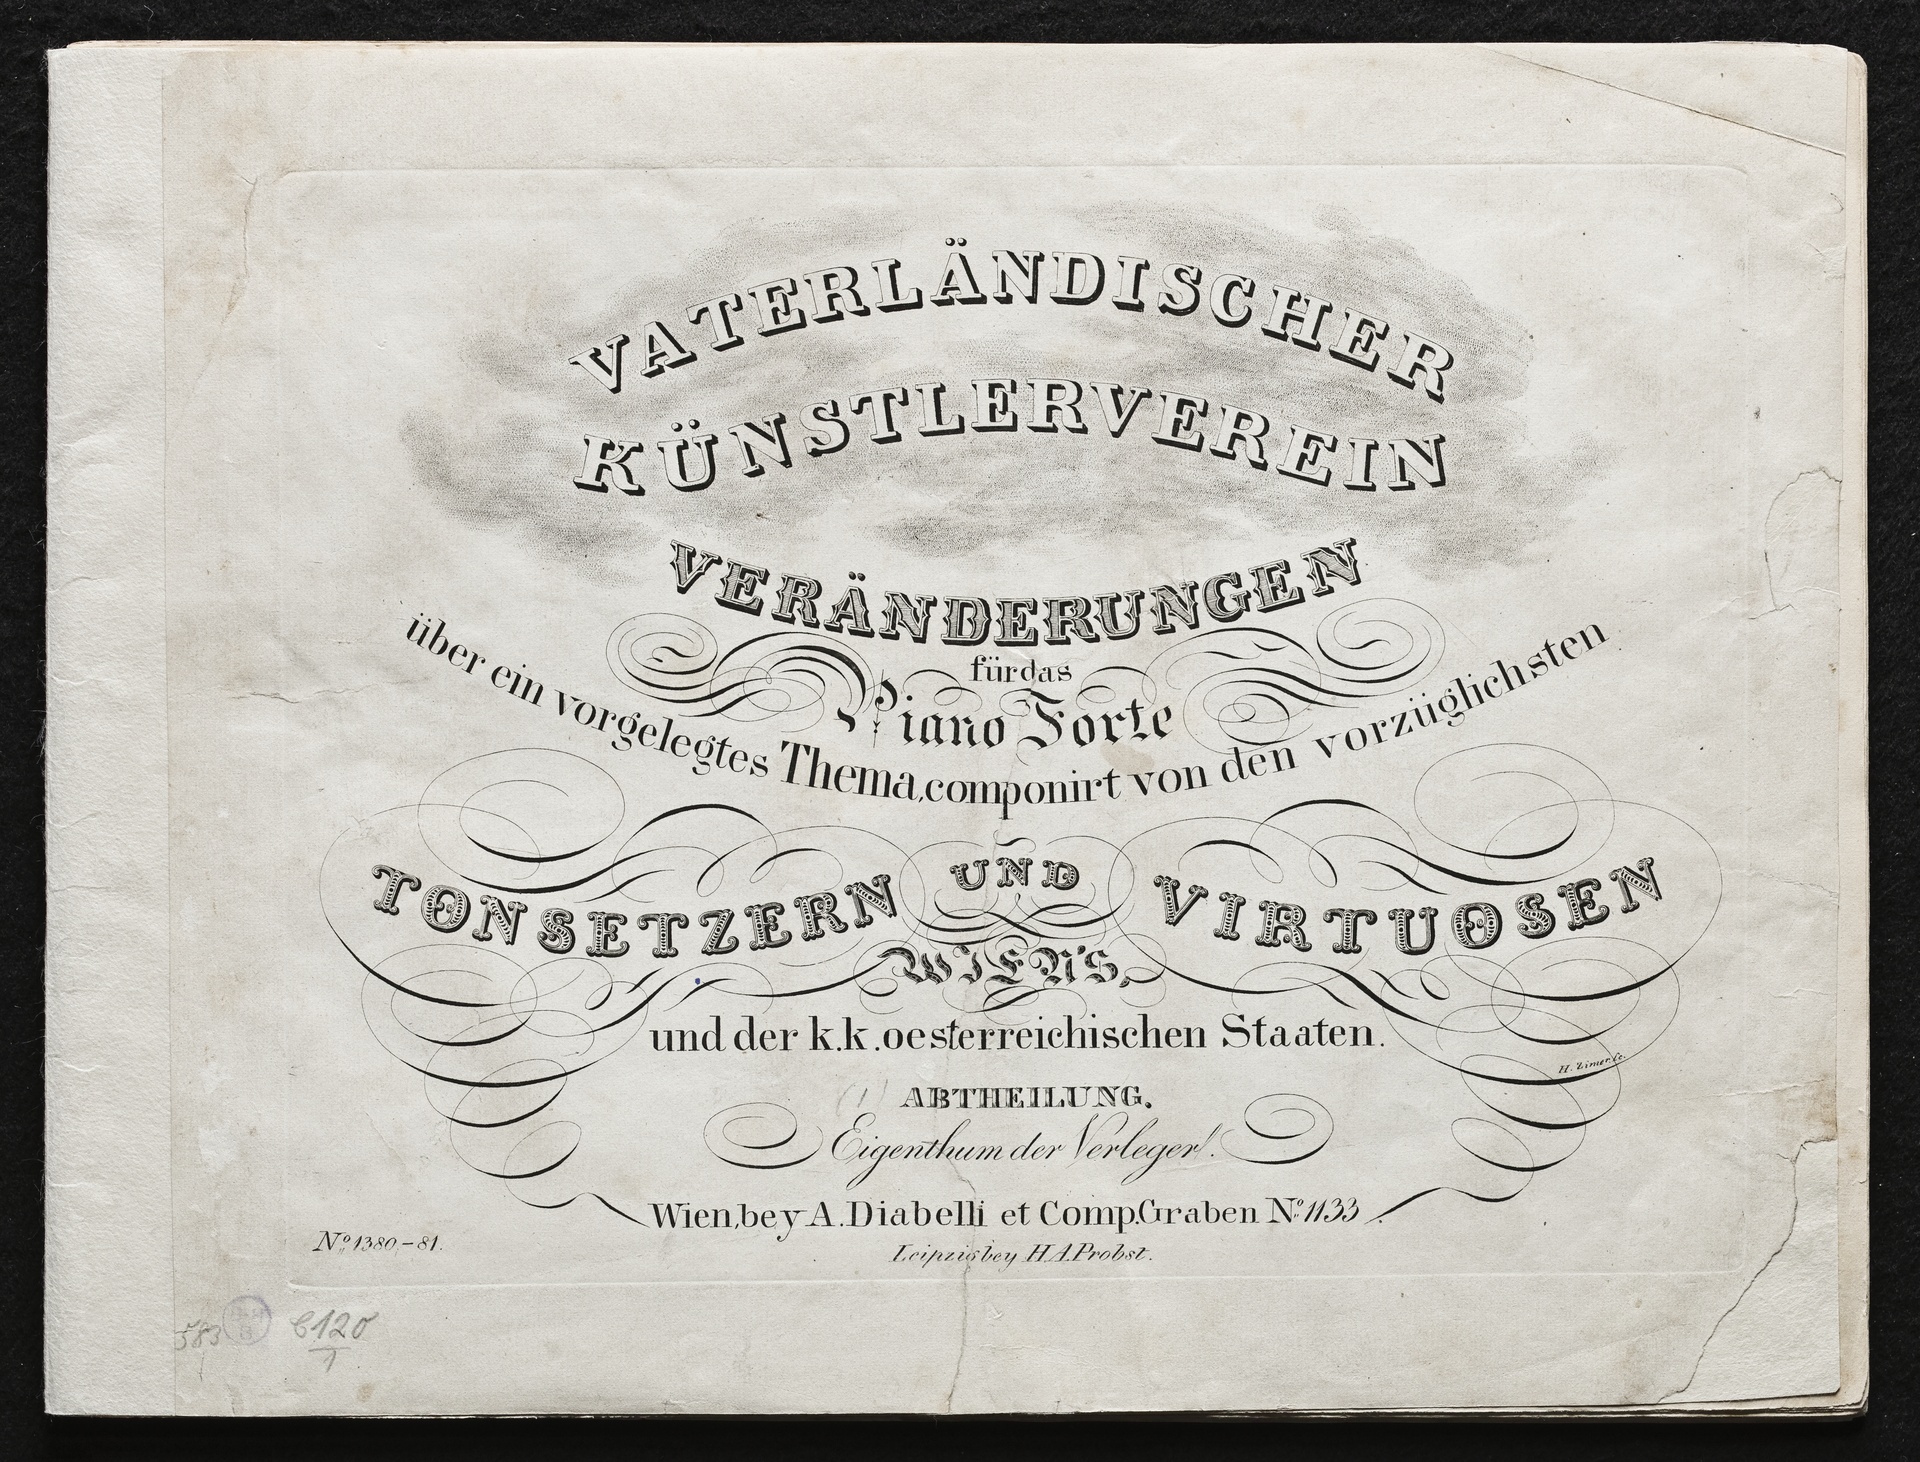 VATERLÄNDISCHER
KÜNSTLERVEREIN
VERÄNDERUNGEN
für das
Piano Forte
über ein vorgelegtes Thema, componirt von den vorzüglichsten
TONSETZERN UND VIRTUOSEN
WIEN'S,
und der k.k. oesterreichischen Staaten.
H. Zimer Sc.
(1) ABTHEILUNG.
Eigenthum der Verleger.
Wien, bey A. Diabelli et Comp. Graben No. 1133
No. 1380,-81.
Leipzig bey H A Probst.
583
120
1